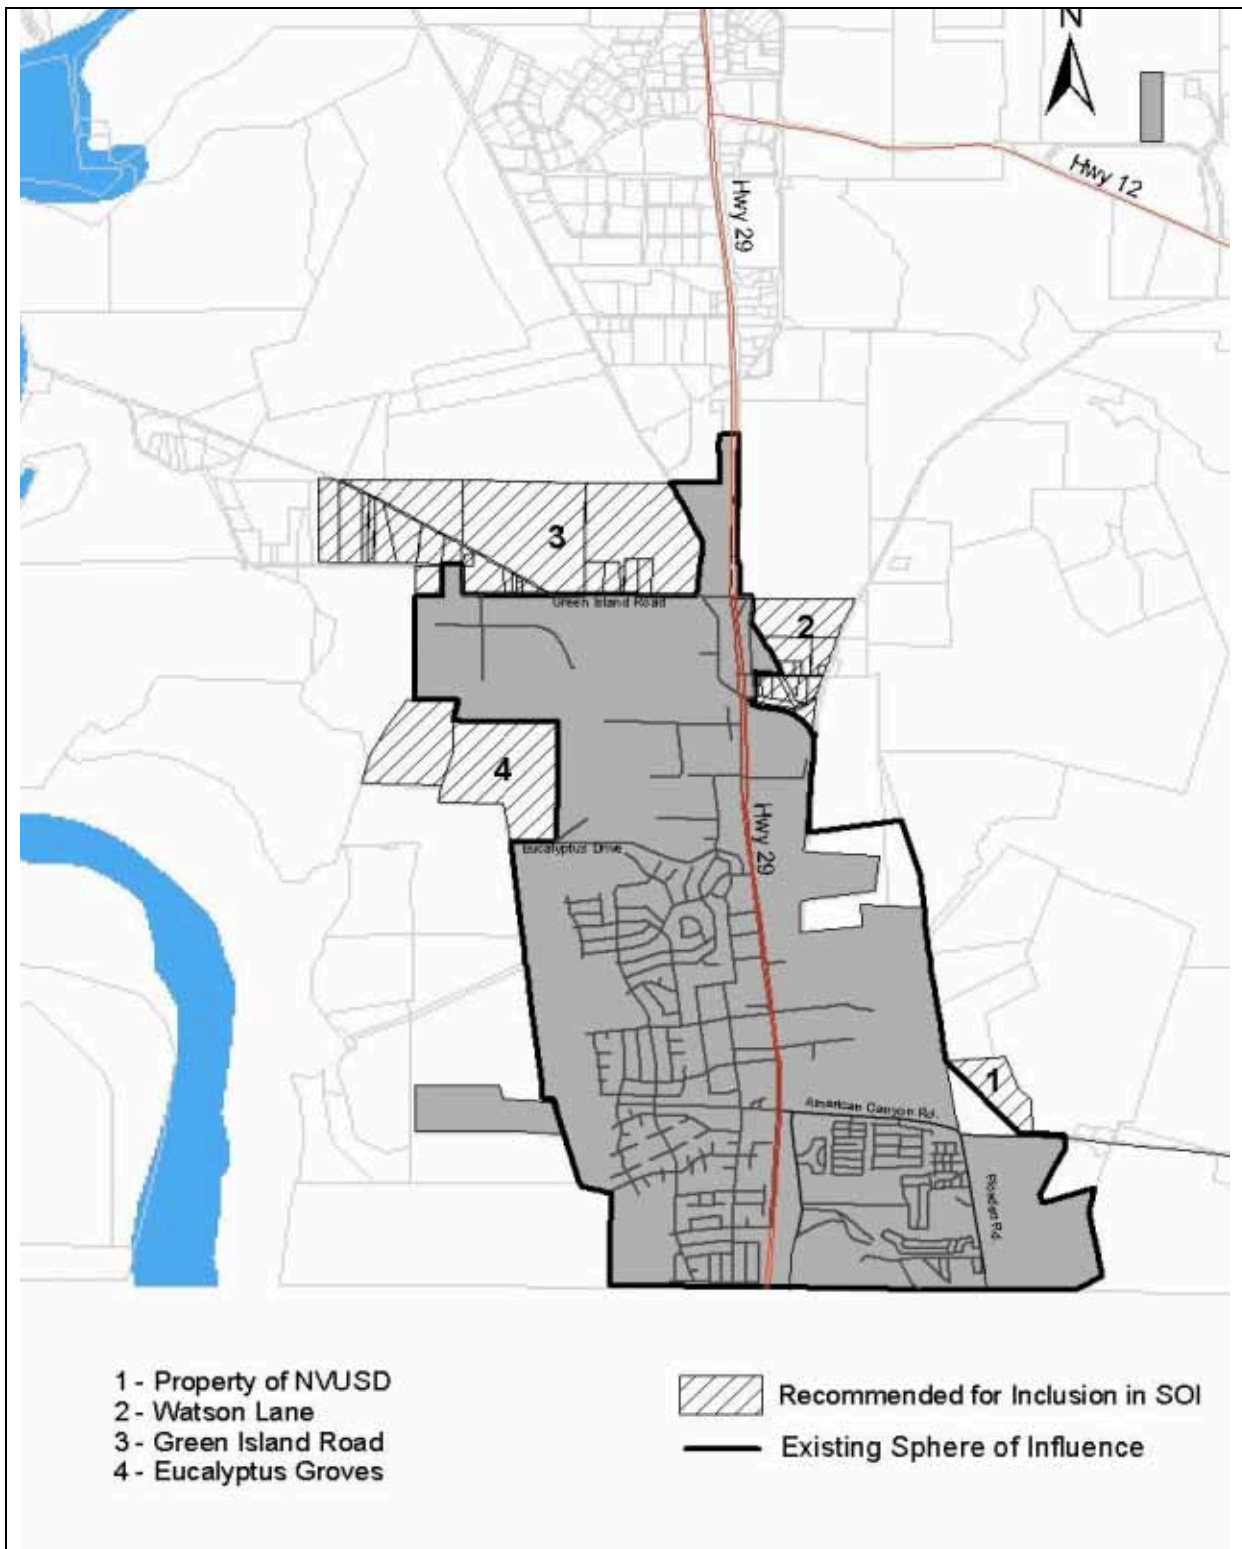 N
Hwy 12
Hwy 29
3
Green Island Road
2
4
Hwy 29
Eucalyptus Drive
1
American Canyon Rd.
1 - Property of NVUSD
2 - Watson Lane
3 - Green Island Road
4 - Eucalyptus Groves
Recommended for Inclusion in SOI
Existing Sphere of Influence